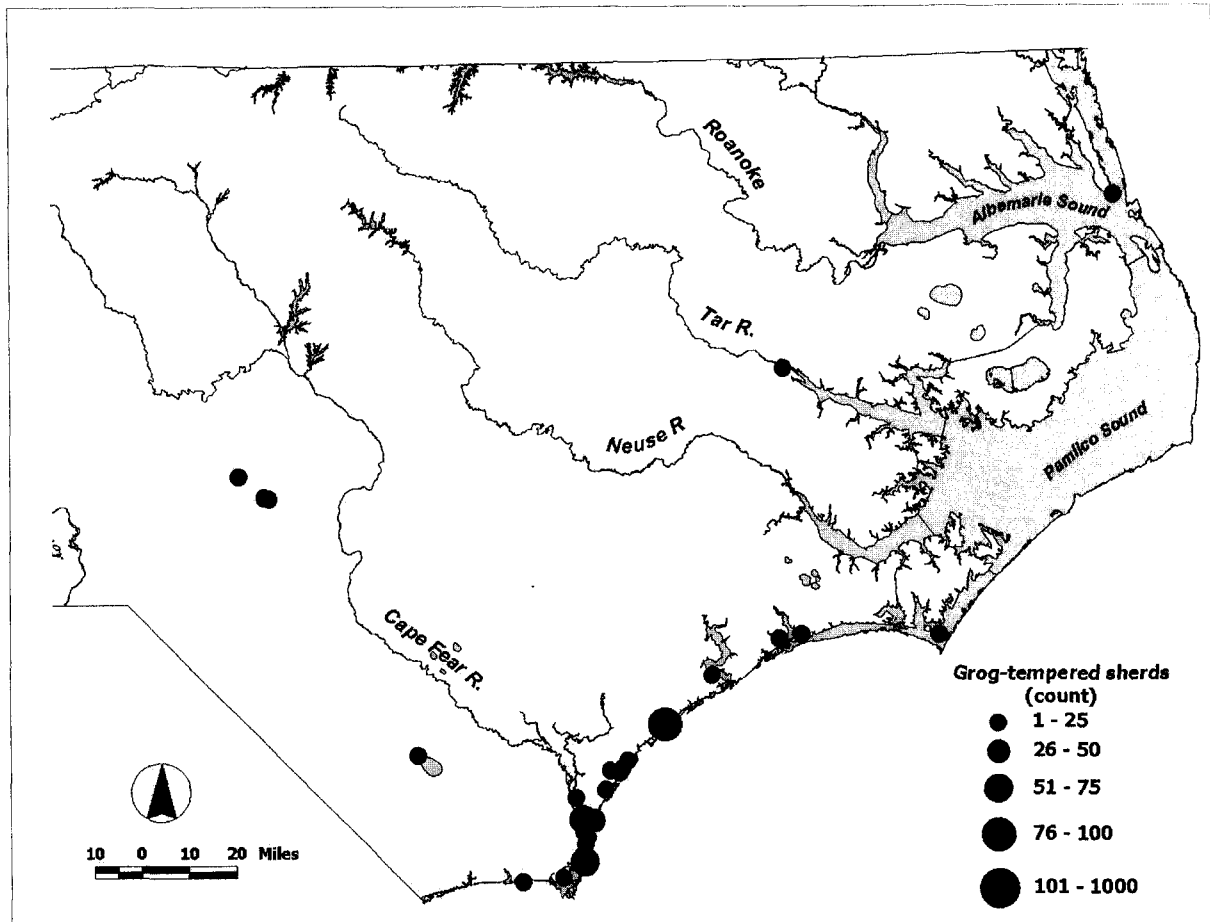 Roanoke
Albemarle Sound
Tar R.
Neuse R
Pamlico Sound
Cape Fear R.
Grog-tempered sherds
(count)
1 - 25
26 - 50
51 - 75
76 - 100
101 - 1000
10 0 10 20 Miles